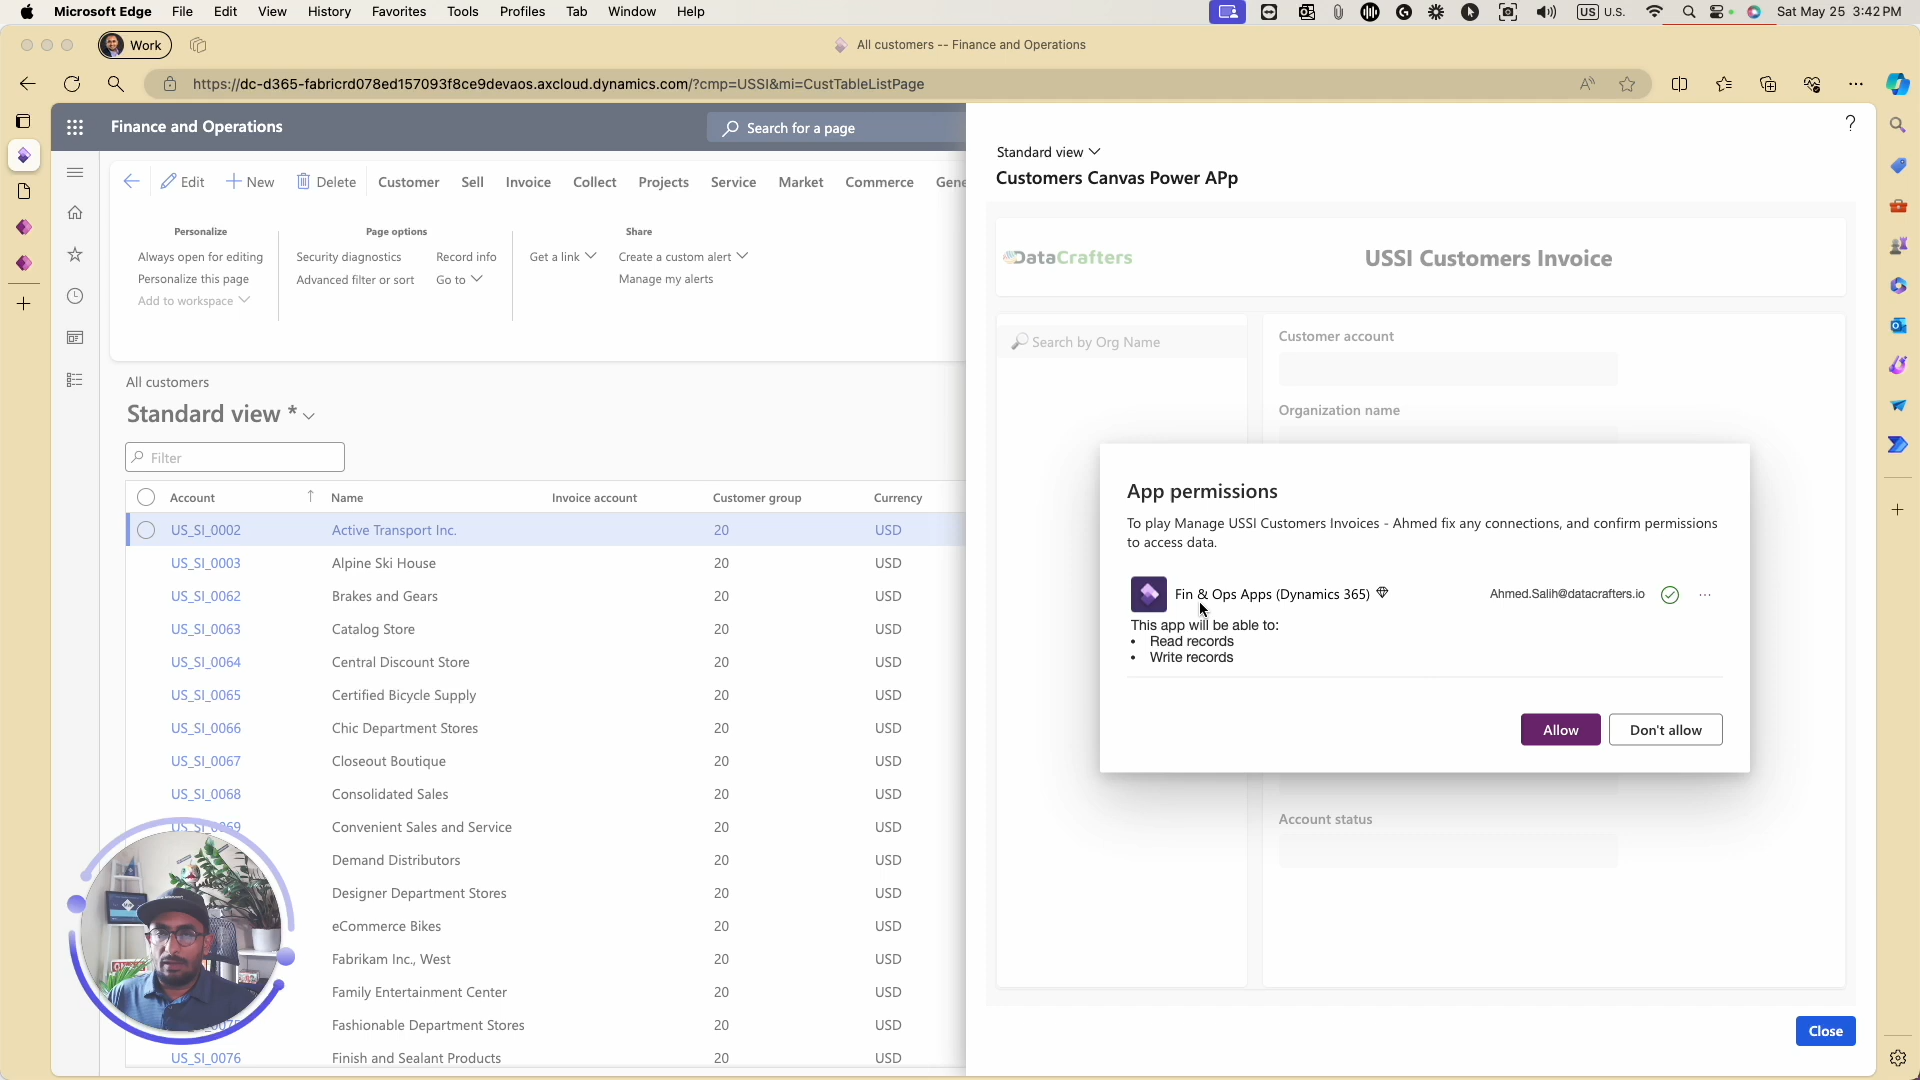 Microsoft Edge File Edit View History Favorites Tools Profiles Tab Window Help
US U.S. Sat May 25 3:42 PM
Work
All customers -- Finance and Operations
https://dc-d365-fabricrd078ed157093f8ce9devaos.axcloud.dynamics.com/?cmp=USSI&mi=CustTableListPage
Finance and Operations
Search for a page
Edit New Delete Customer Sell Invoice Collect Projects Service Market Commerce Gene
Personalize
Always open for editing
Personalize this page
Add to workspace
Page options
Security diagnostics Record info
Advanced filter or sort Go to
Share
Get a link Create a custom alert
Manage my alerts
All customers
Standard view *
Filter
Account Name Invoice account Customer group Currency
US_SI_0002 Active Transport Inc. 20 USD
US_SI_0003 Alpine Ski House 20 USD
US_SI_0062 Brakes and Gears 20 USD
US_SI_0063 Catalog Store 20 USD
US_SI_0064 Central Discount Store 20 USD
US_SI_0065 Certified Bicycle Supply 20 USD
US_SI_0066 Chic Department Stores 20 USD
US_SI_0067 Closeout Boutique 20 USD
US_SI_0068 Consolidated Sales 20 USD
US_SI_0069 Convenient Sales and Service 20 USD
Demand Distributors 20 USD
Designer Department Stores 20 USD
eCommerce Bikes 20 USD
Fabrikam Inc., West 20 USD
Family Entertainment Center 20 USD
Fashionable Department Stores 20 USD
US_SI_0076 Finish and Sealant Products 20 USD
?
Standard view
Customers Canvas Power APp
DataCrafters
USSI Customers Invoice
Search by Org Name
Customer account
Organization name
App permissions
To play Manage USSI Customers Invoices - Ahmed fix any connections, and confirm permissions
to access data.
Fin & Ops Apps (Dynamics 365) Ahmed.Salih@datacrafters.io
This app will be able to:
• Read records
• Write records
Allow Don't allow
Account status
Close